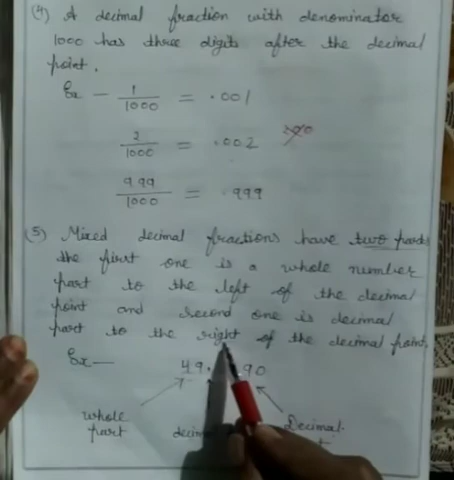 (4) A decimal fraction with denominator
1000 has three digits after the decimal
point.
Ex - 1/1000 = .001
2/1000 = .002
999/1000 = .999
(5) Mixed decimal fractions have two parts
the first one is a whole number
part to the left of the decimal
point and second one is decimal
part to the right of the decimal point.
Ex — 49. 90
whole
part
Decimal